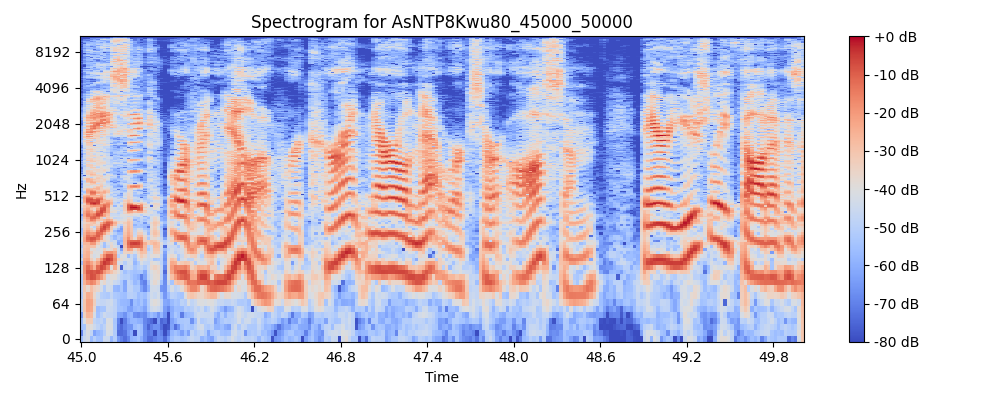 Spectrogram for AsNTP8Kwu80_45000_50000
Hz
8192
4096
2048
1024
512
256
128
64
0
45.0 45.6 46.2 46.8 47.4 48.0 48.6 49.2 49.8
Time
+0 dB
-10 dB
-20 dB
-30 dB
-40 dB
-50 dB
-60 dB
-70 dB
-80 dB